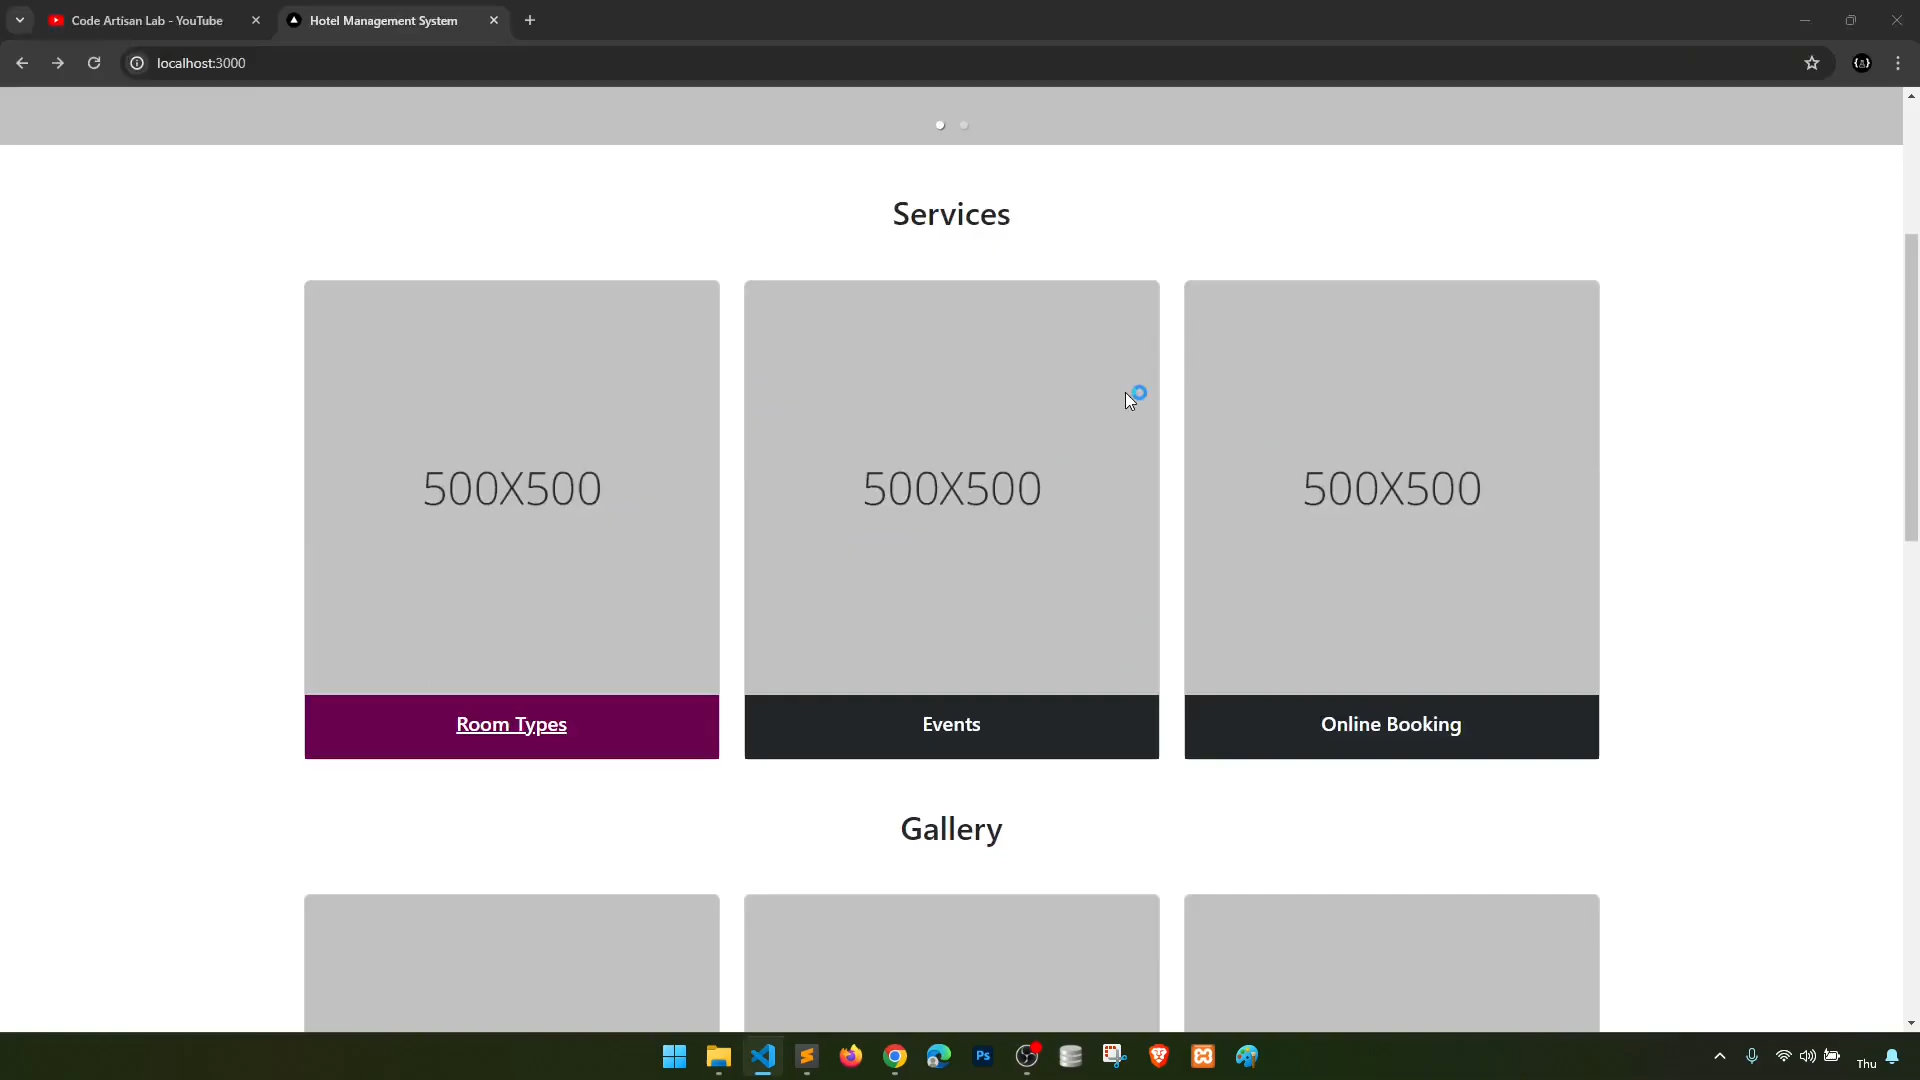 Code Artisan Lab - YouTube
Hotel Management System
localhost:3000
Services
500X500
500X500
500X500
Room Types
Events
Online Booking
Gallery
Ps
Thu